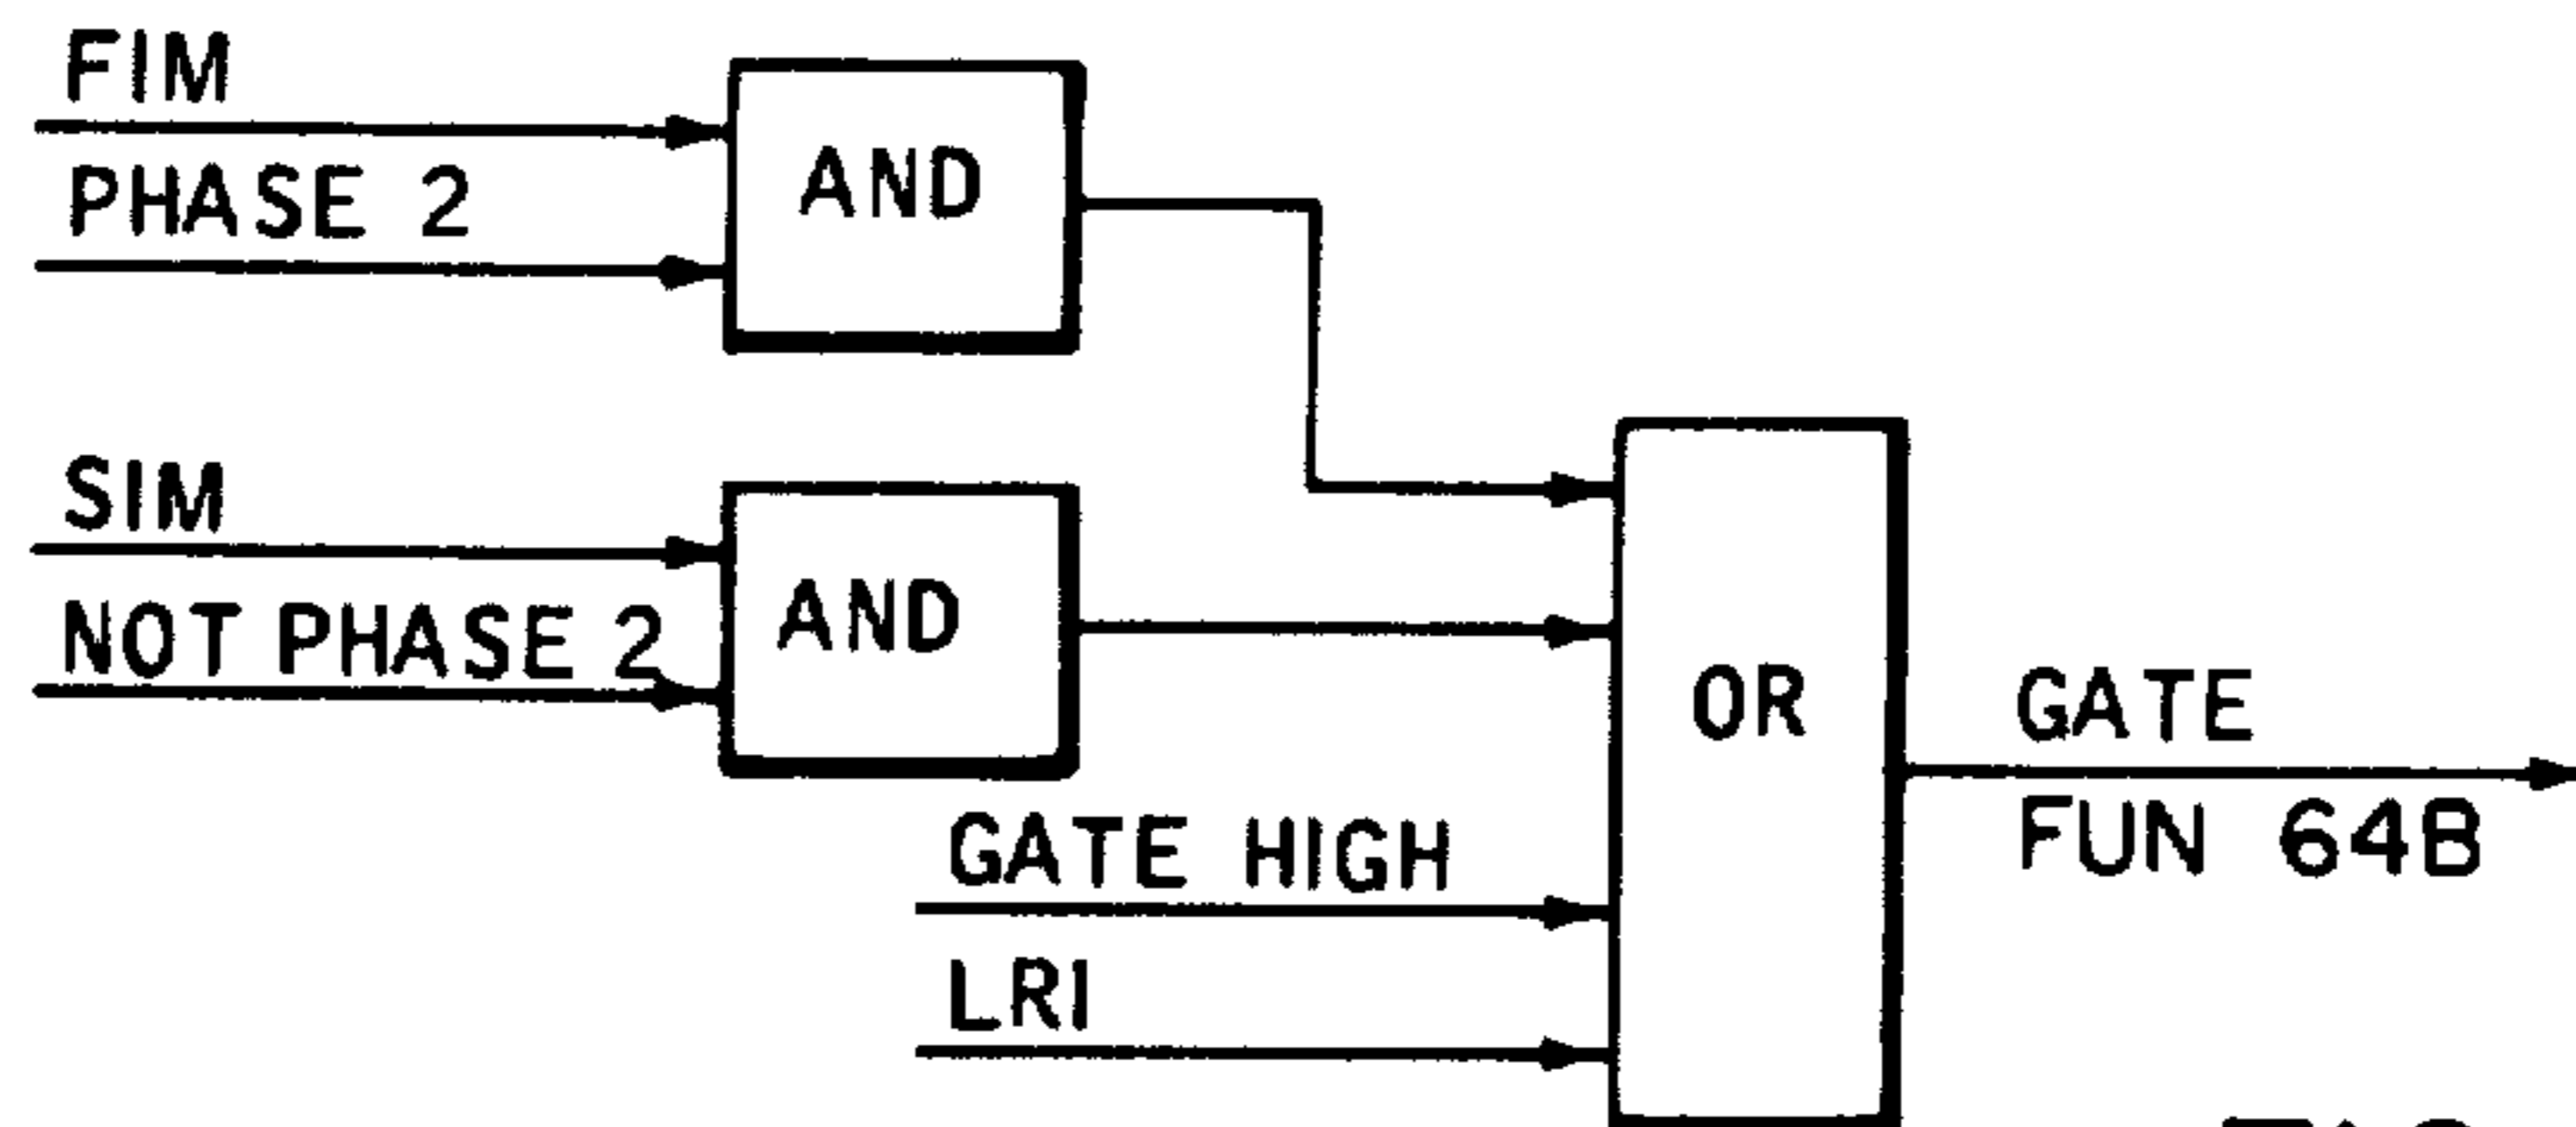 FIM
PHASE 2
AND
SIM
NOT PHASE 2
AND
OR
GATE
FUN 64B
GATE HIGH
LRI